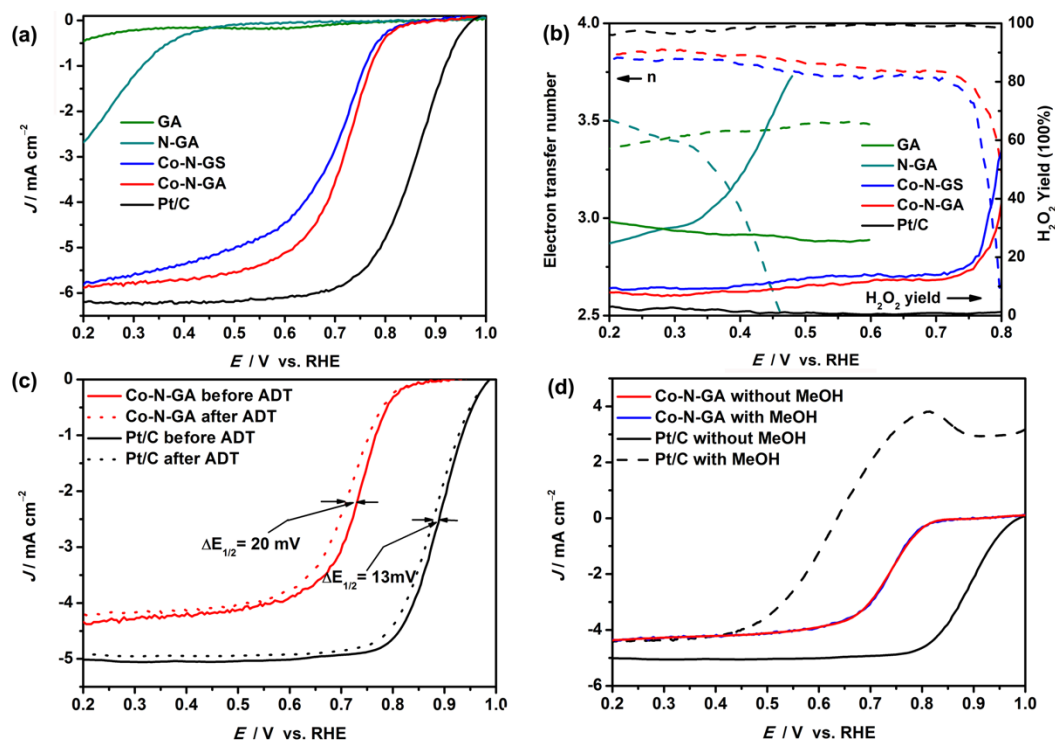 (a)
J / mA cm⁻²
0
-1
-2
-3
-4
-5
-6
GA
N-GA
Co-N-GS
Co-N-GA
Pt/C
0.2 0.3 0.4 0.5 0.6 0.7 0.8 0.9 1.0
E / V vs. RHE
(b)
Electron transfer number
4.0
3.5
3.0
2.5
n
GA
N-GA
Co-N-GS
Co-N-GA
Pt/C
H₂O₂ yield
100
80
60
40
20
0
H₂O₂ Yield (100%)
0.2 0.3 0.4 0.5 0.6 0.7 0.8
E / V vs. RHE
(c)
J / mA cm⁻²
0
-1
-2
-3
-4
-5
Co-N-GA before ADT
Co-N-GA after ADT
Pt/C before ADT
Pt/C after ADT
ΔE1/2 = 20 mV
ΔE1/2 = 13mV
0.2 0.3 0.4 0.5 0.6 0.7 0.8 0.9 1.0
E / V vs. RHE
(d)
J / mA cm⁻²
4
2
0
-2
-4
-6
Co-N-GA without MeOH
Co-N-GA with MeOH
Pt/C without MeOH
Pt/C with MeOH
0.2 0.3 0.4 0.5 0.6 0.7 0.8 0.9 1.0
E / V vs. RHE